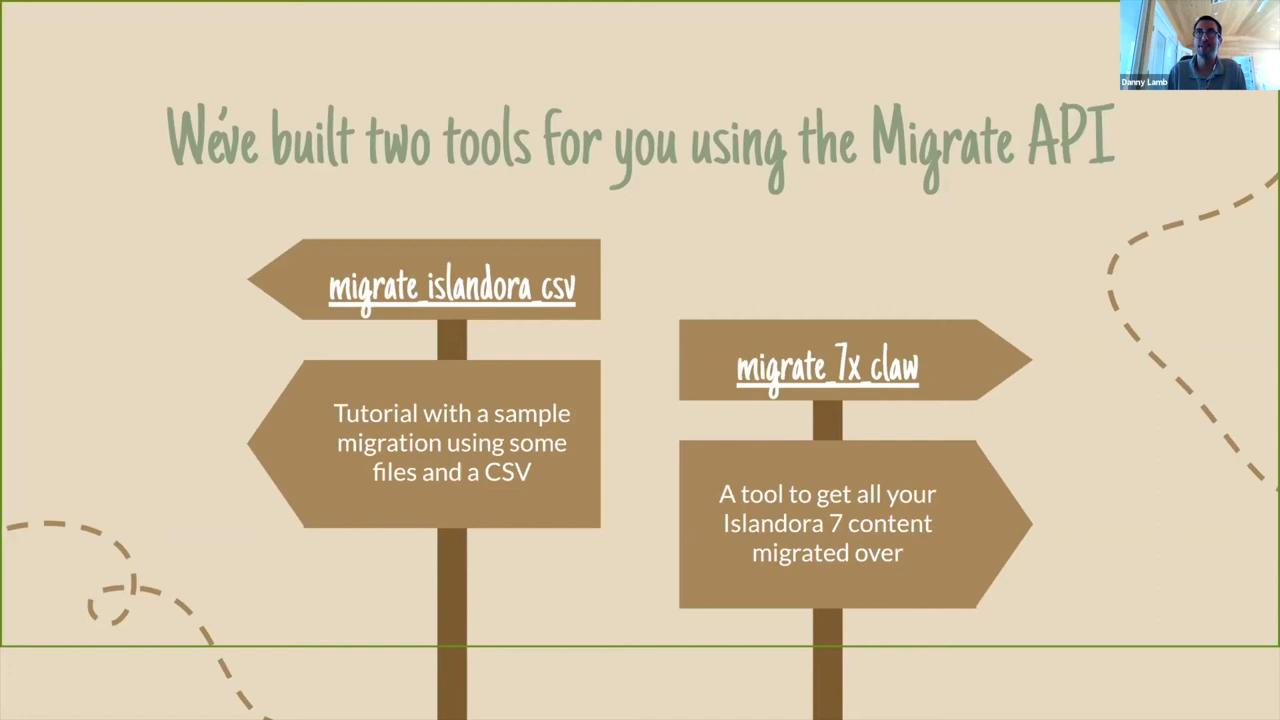 Danny Lamb
We've built two tools for you using the Migrate API
migrate_islandora_csv
Tutorial with a sample
migration using some
files and a CSV
migrate_7x_claw
A tool to get all your
Islandora 7 content
migrated over